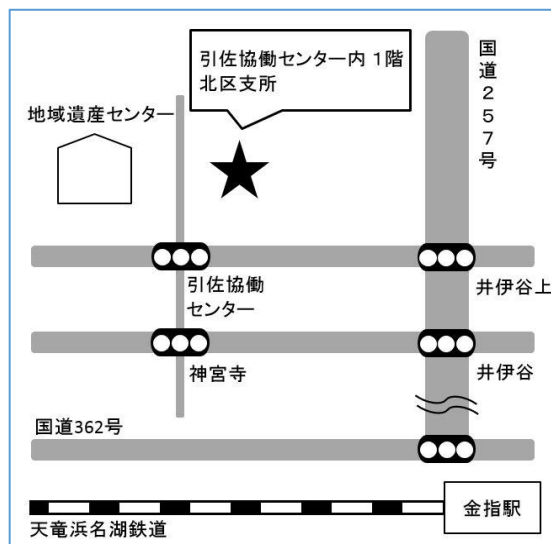 引佐協働センター内 1階
北区支所
国道257号
地域遺産センター
引佐協働
センター
井伊谷上
神宮寺
井伊谷
国道362号
金指駅
天竜浜名湖鉄道